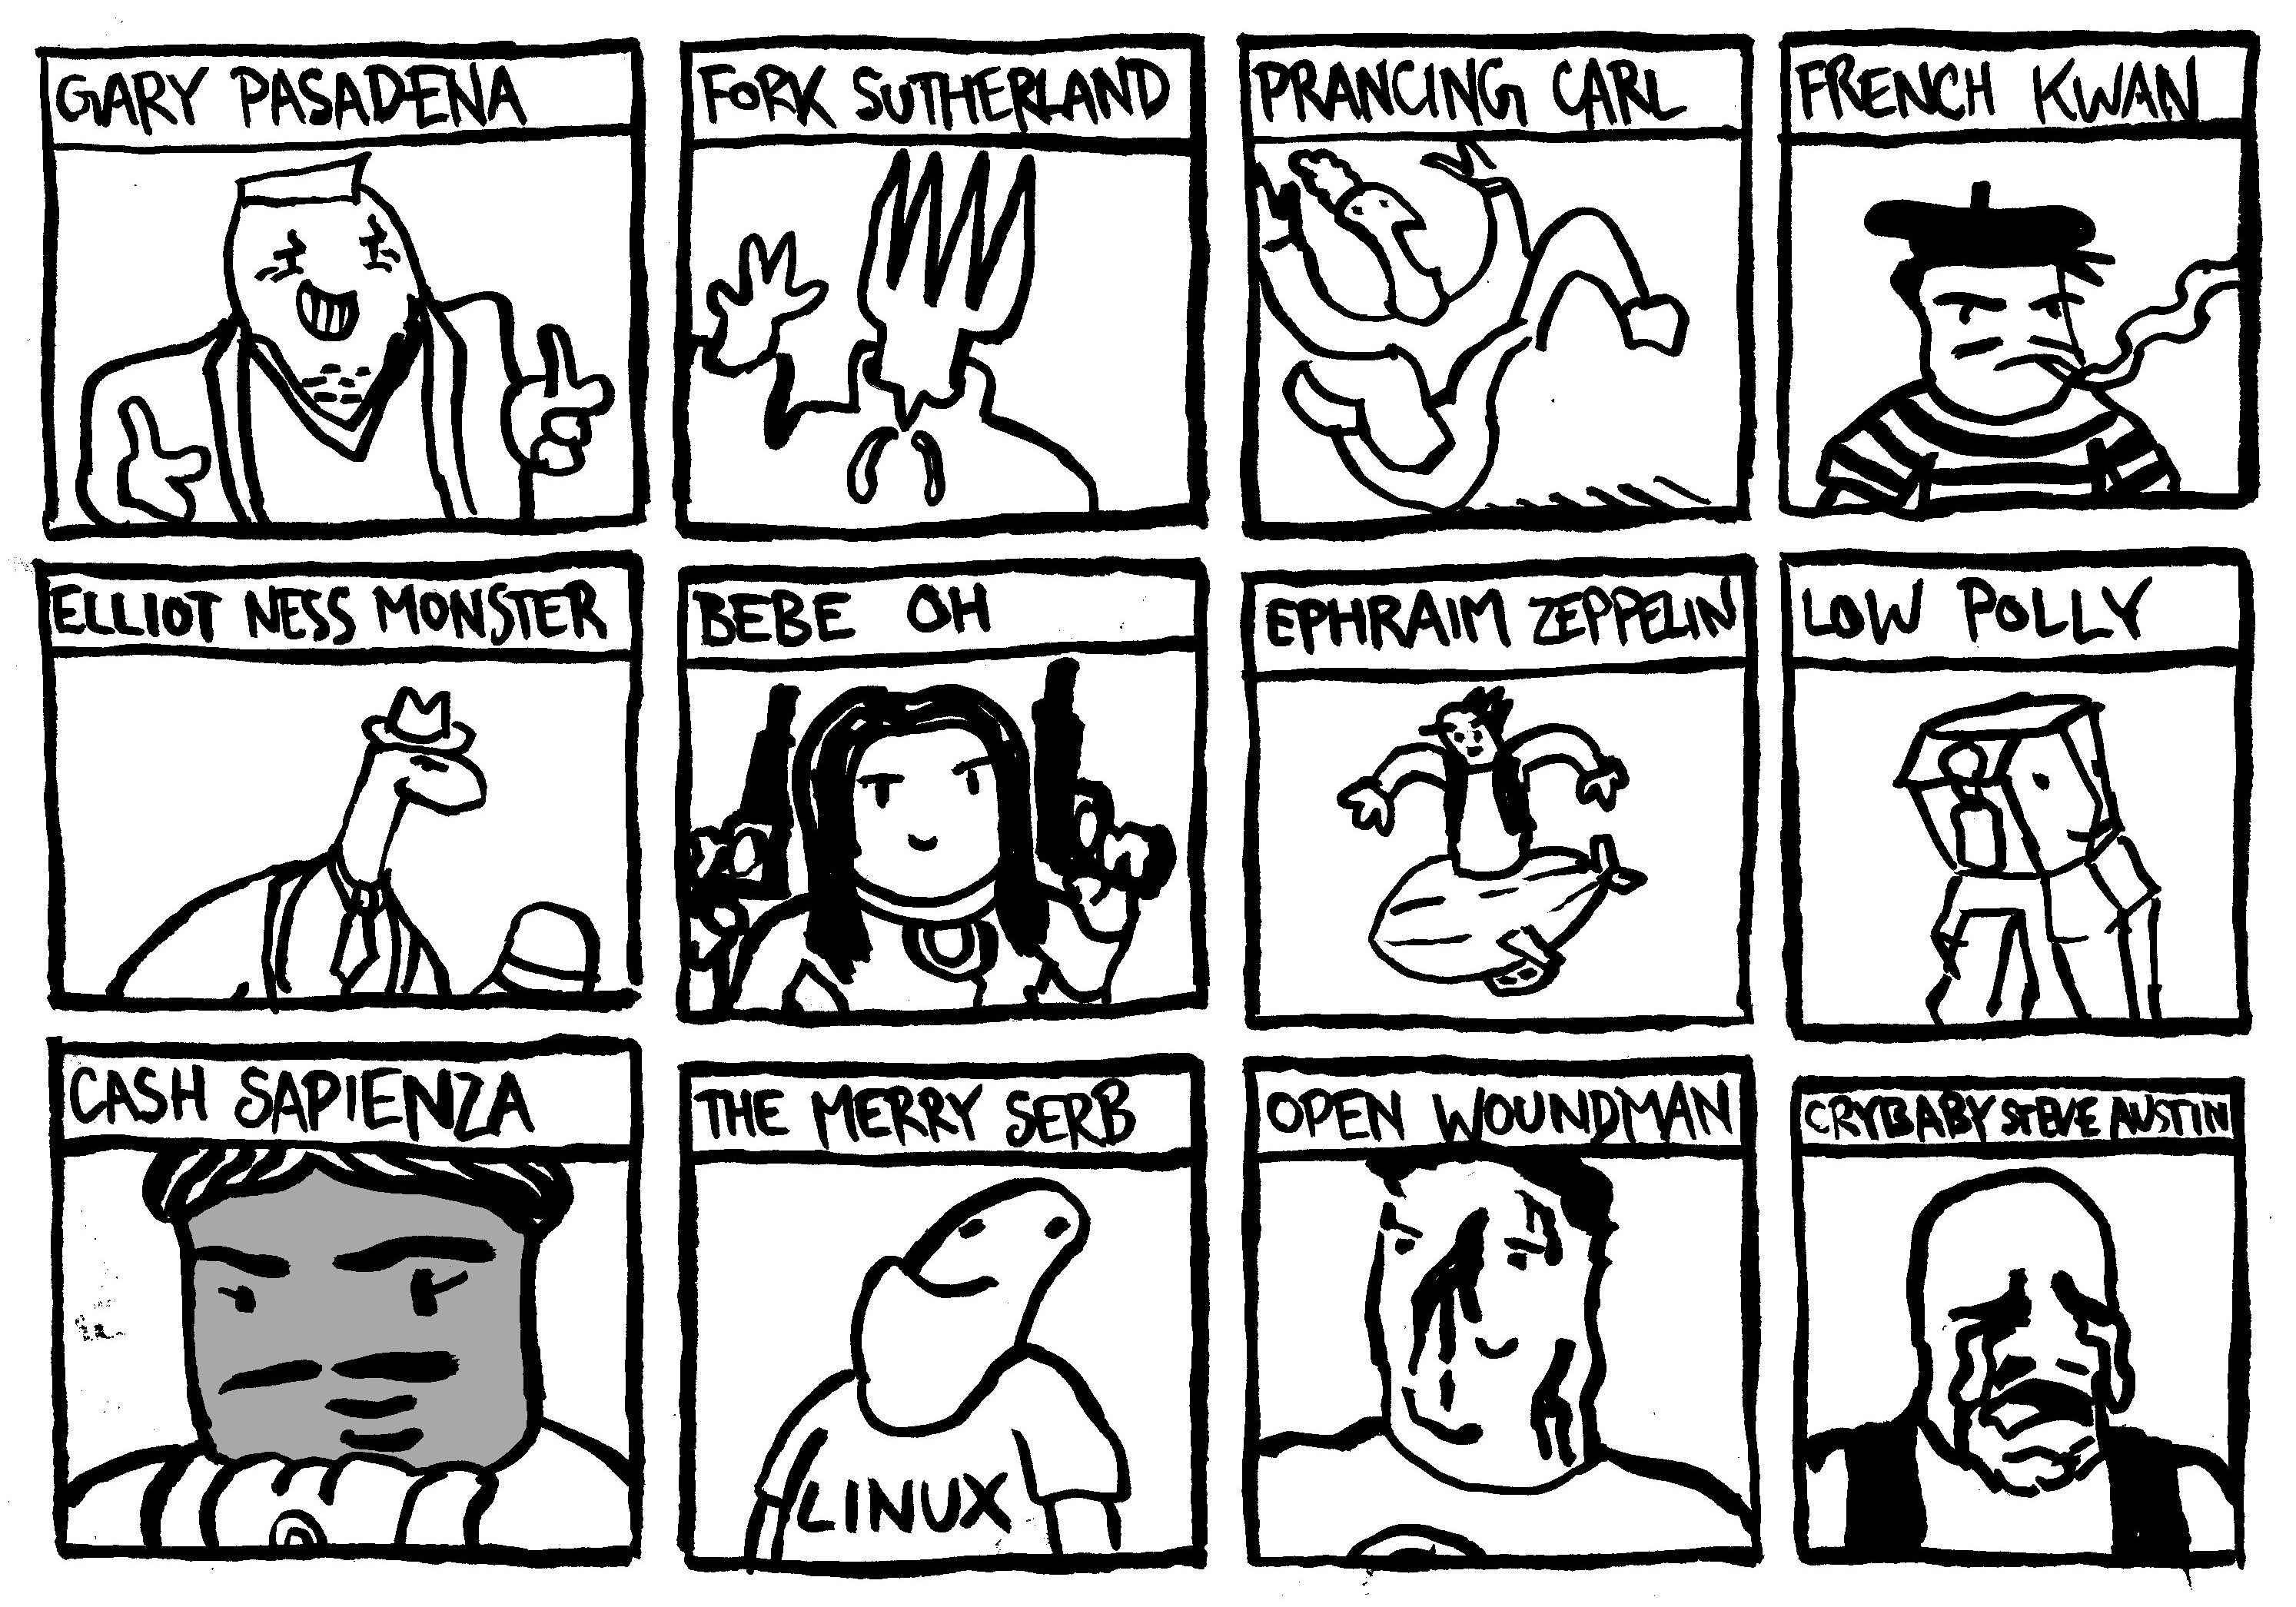 GARY PASADENA
FORK SUTHERLAND
PRANCING CARL
FRENCH KWAN
ELLIOT NESS MONSTER
BEBE OH
EPHRAIM ZEPPELIN
LOW POLLY
CASH SAPIENZA
THE MERRY SERB
LINUX
OPEN WOUNDMAN
CRYBABY STEVE AUSTIN